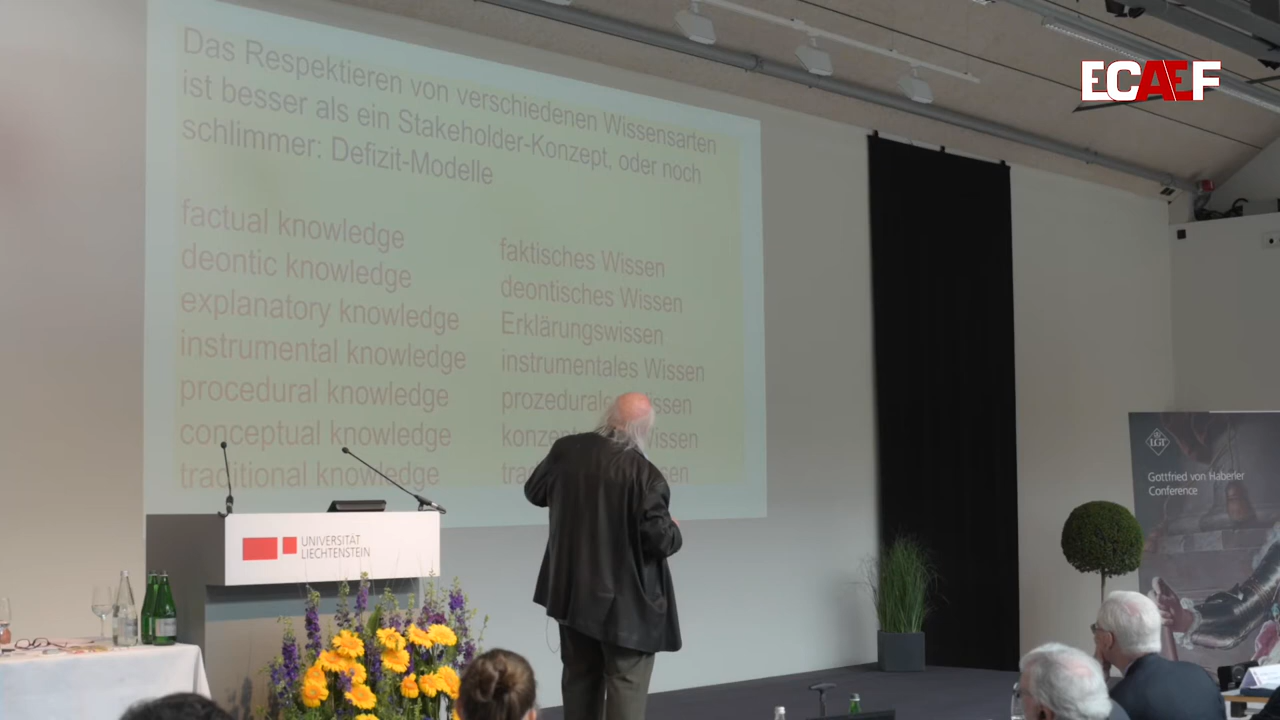 ECAEF
Das Respektieren von verschiedenen Wissensarten
ist besser als ein Stakeholder-Konzept, oder noch
schlimmer: Defizit-Modelle
factual knowledge
deontic knowledge
explanatory knowledge
instrumental knowledge
procedural knowledge
conceptual knowledge
traditional knowledge
faktisches Wissen
deontisches Wissen
Erklärungswissen
instrumentales Wissen
UNIVERSITÄT
LIECHTENSTEIN
LGT
Gottfried von Haberler
Conference